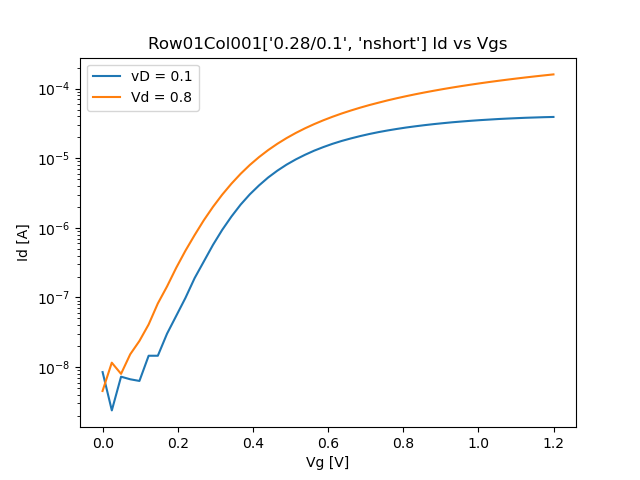 Row01Col001['0.28/0.1', 'nshort'] Id vs Vgs
vD = 0.1
Vd = 0.8
Id [A]
10⁻⁴
10⁻⁵
10⁻⁶
10⁻⁷
10⁻⁸
0.0 0.2 0.4 0.6 0.8 1.0 1.2
Vg [V]